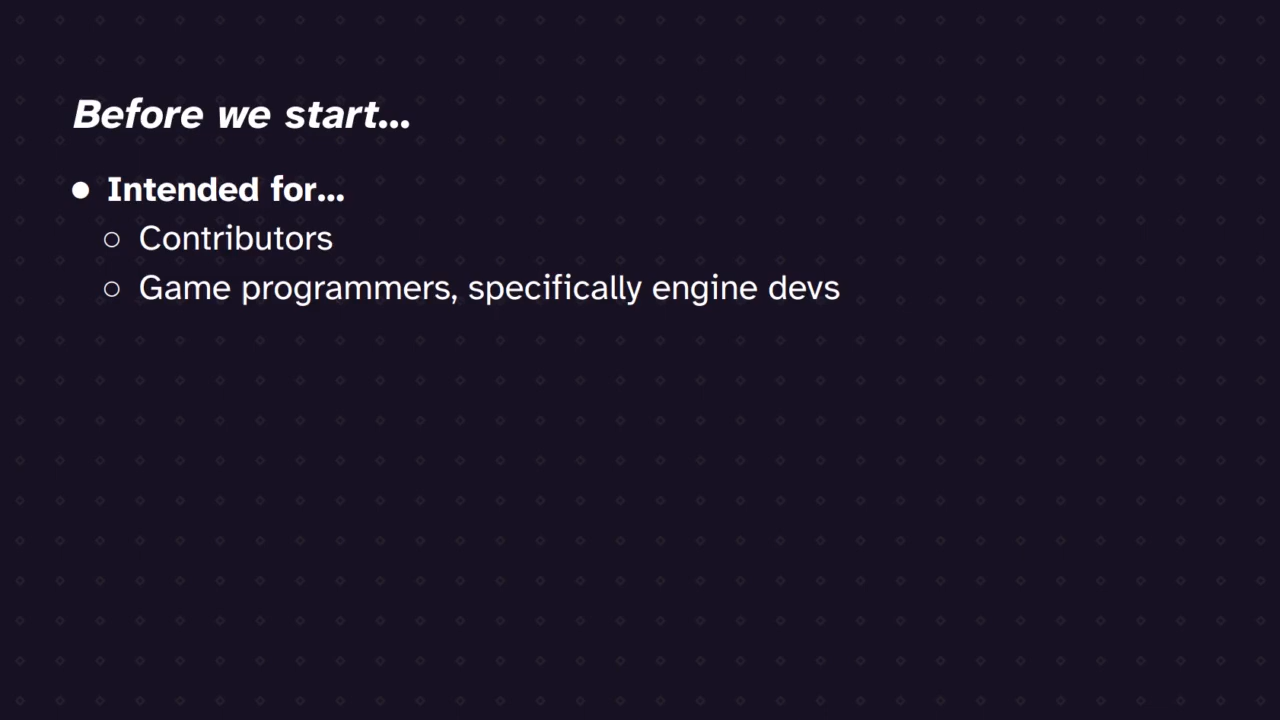 Before we start...
● Intended for...
○ Contributors
○ Game programmers, specifically engine devs